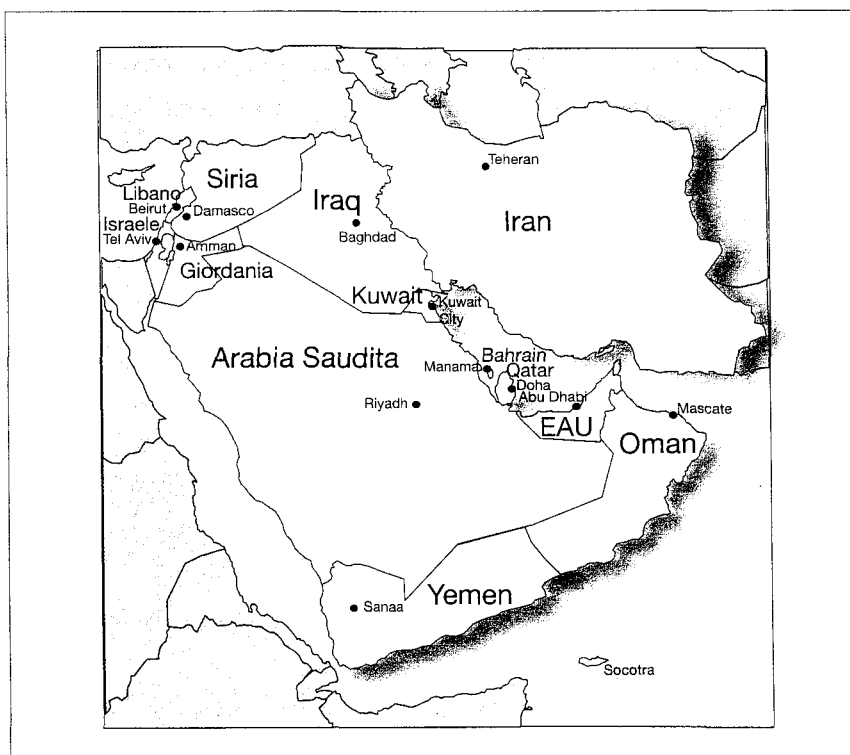 Teheran
Siria
Libano
Beirut
Damasco
Iraq
Israele
Tel Aviv
Amman
Baghdad
Iran
Giordania
Kuwait
Kuwait
City
Arabia Saudita
Bahrain
Manama
Qatar
Doha
Abu Dhabi
Riyadh
Mascate
EAU
Oman
Yemen
Sanaa
Socotra